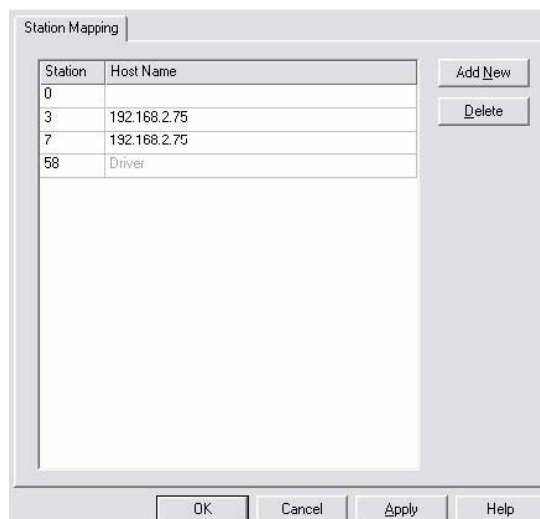 Station Mapping
Station Host Name
0
3 192.168.2.75
7 192.168.2.75
58 Driver
Add New
Delete
OK Cancel Apply Help